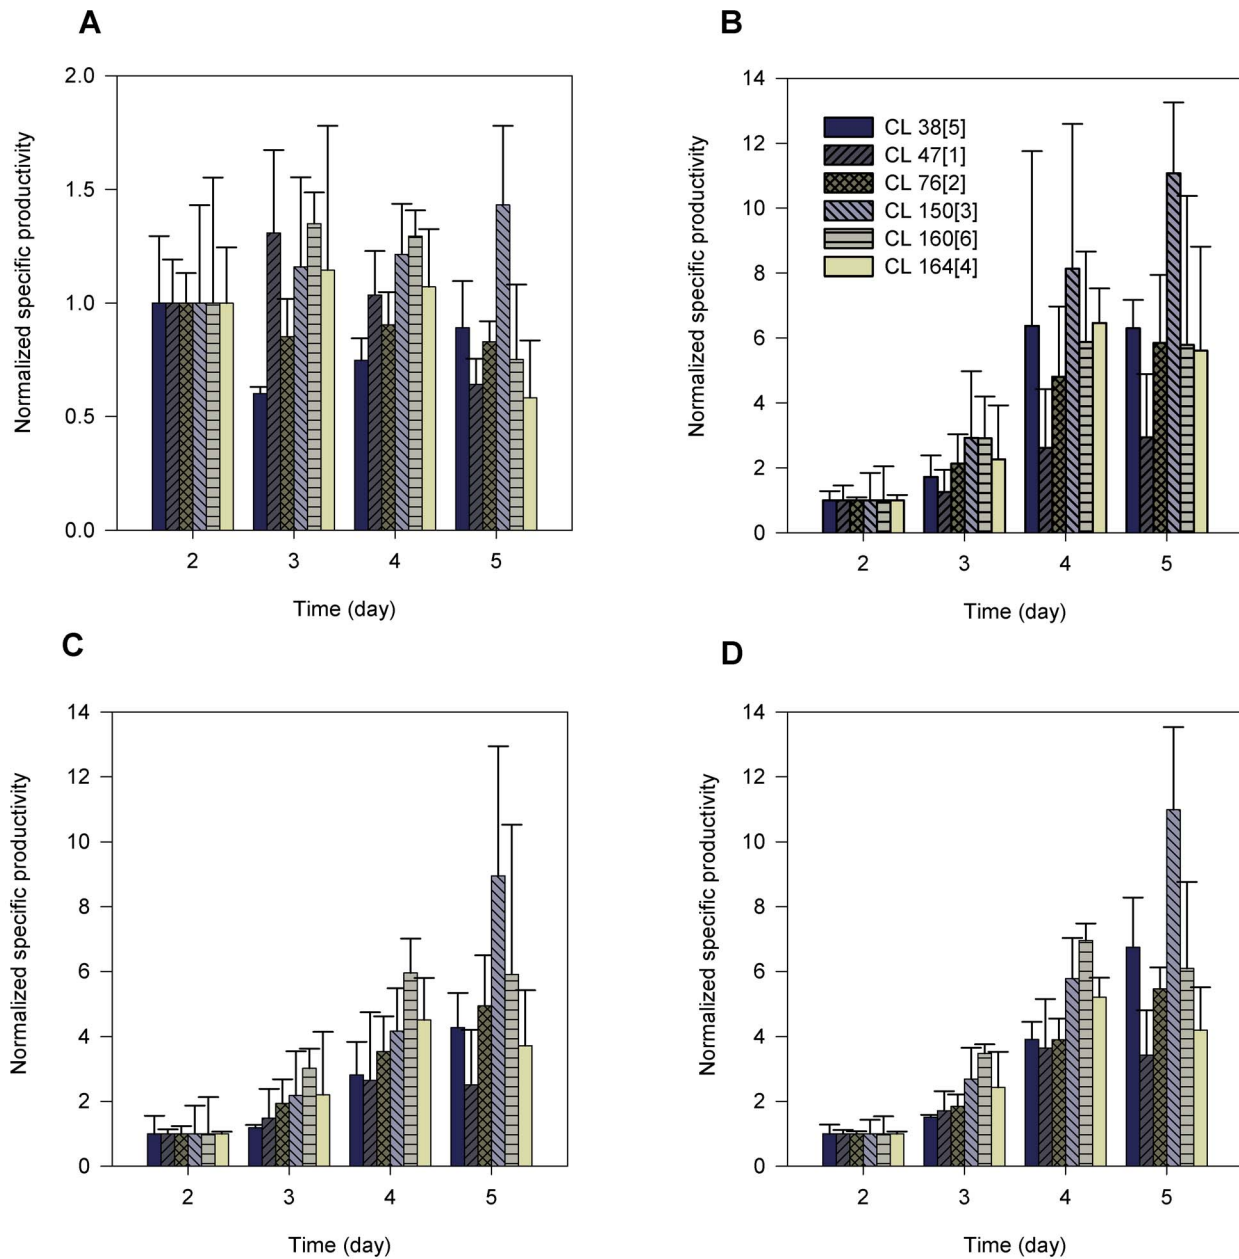 A
Normalized specific productivity
2.0
1.5
1.0
0.5
0.0
2 3 4 5
Time (day)
B
Normalized specific productivity
14
12
10
8
6
4
2
0
CL 38[5]
CL 47[1]
CL 76[2]
CL 150[3]
CL 160[6]
CL 164[4]
2 3 4 5
Time (day)
C
Normalized specific productivity
14
12
10
8
6
4
2
0
2 3 4 5
Time (day)
D
Normalized specific productivity
14
12
10
8
6
4
2
0
2 3 4 5
Time (day)